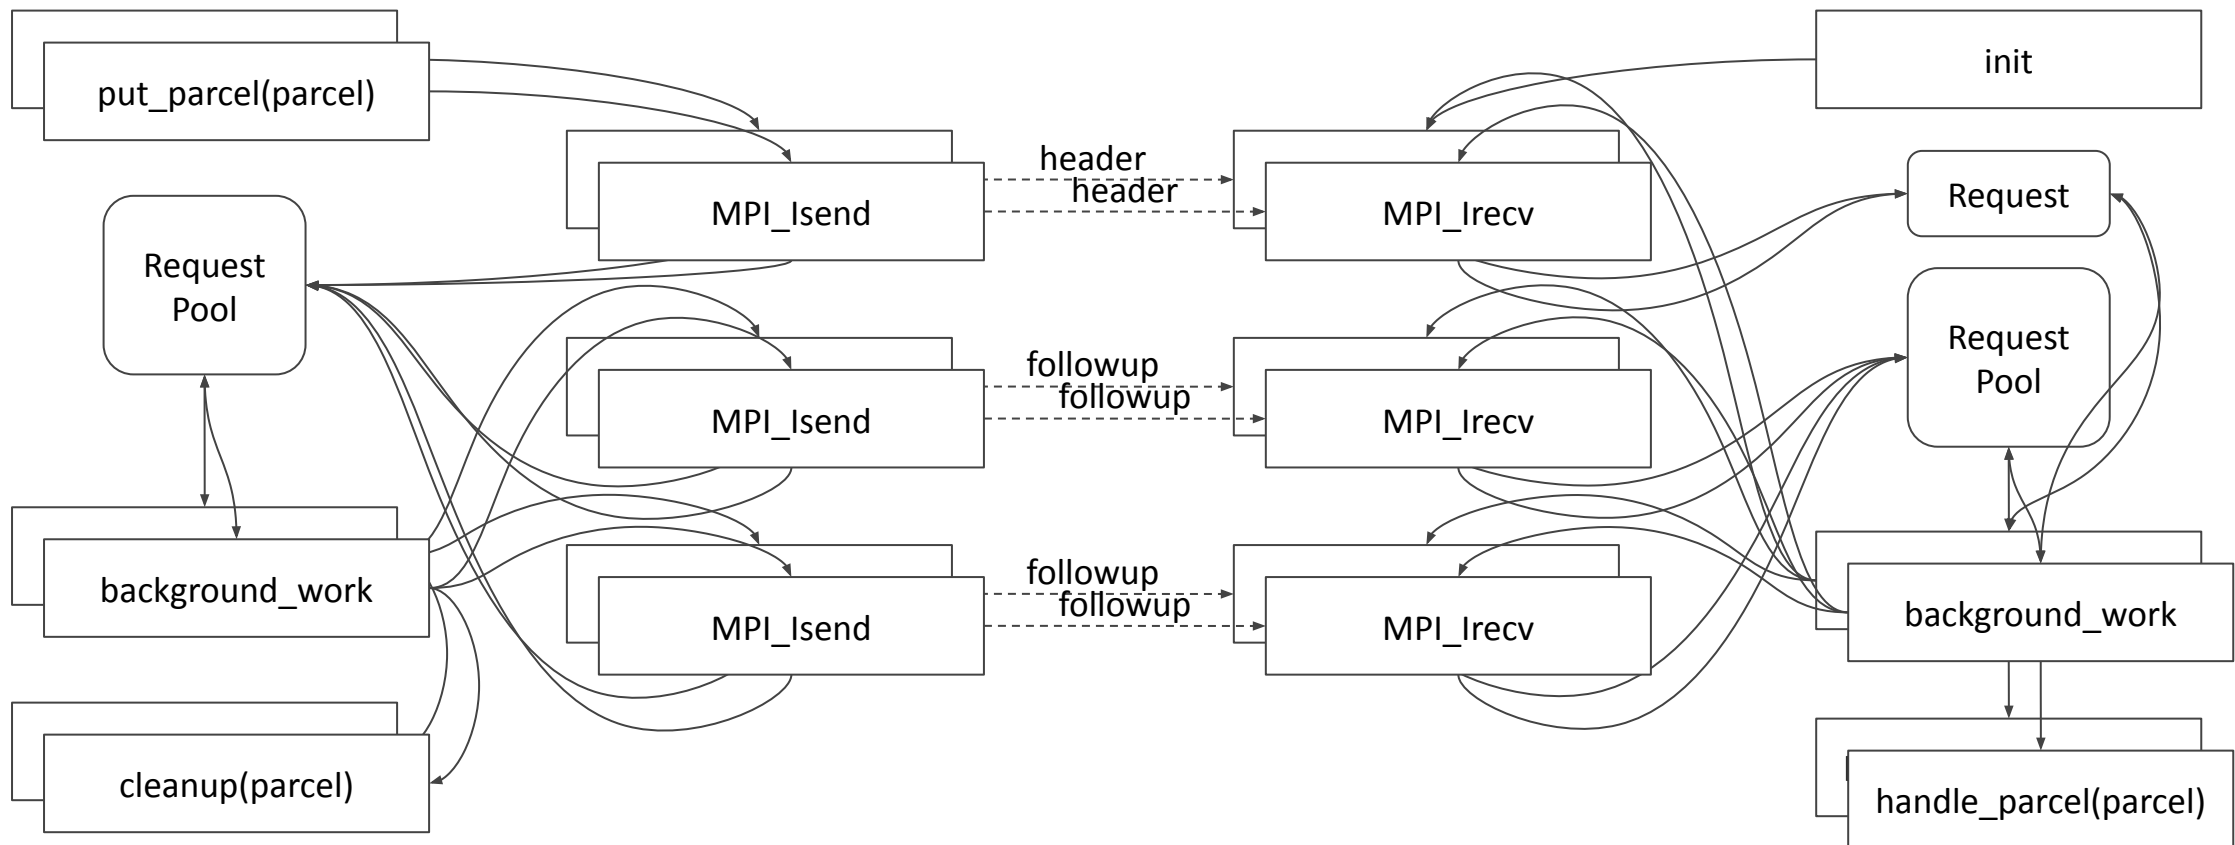 put_parcel(parcel)
init
header
header
MPI_Isend
MPI_Irecv
Request
Request
Pool
Request
Pool
followup
followup
MPI_Isend
MPI_Irecv
followup
followup
background_work
MPI_Isend
MPI_Irecv
background_work
cleanup(parcel)
handle_parcel(parcel)